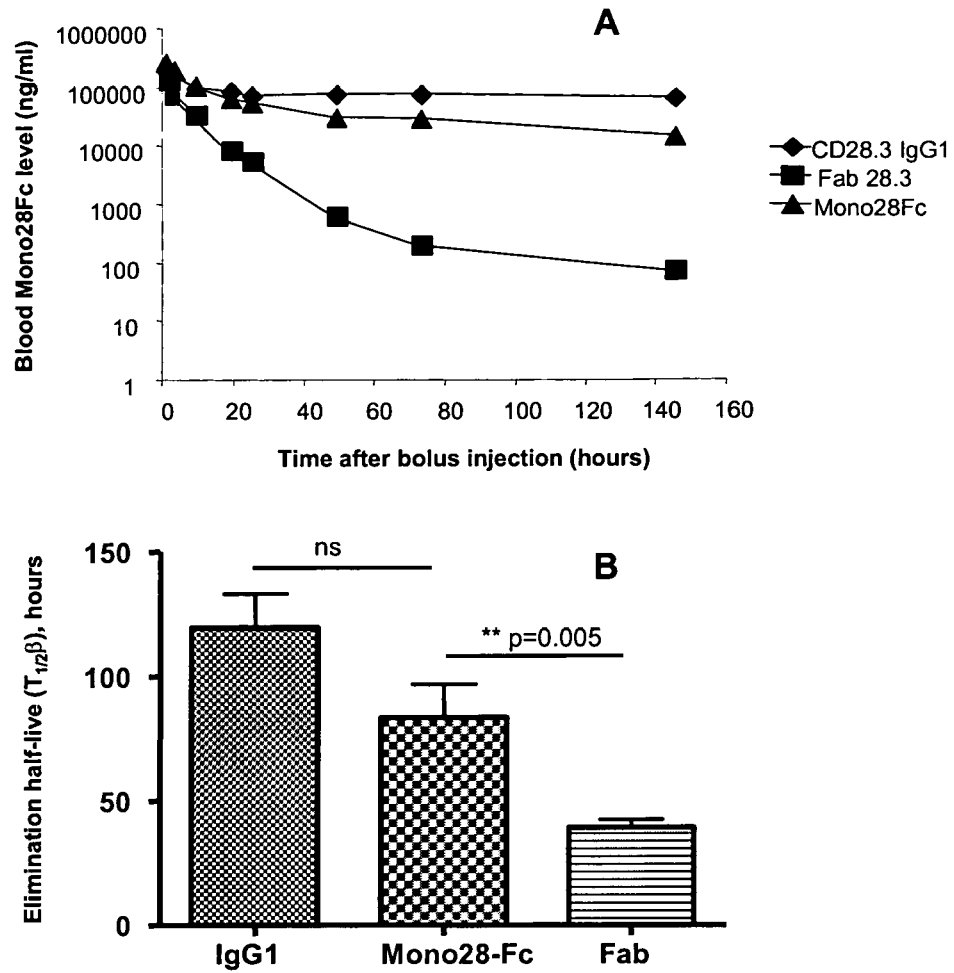 A
Blood Mono28Fc level (ng/ml)
1000000
100000
10000
1000
100
10
1
0 20 40 60 80 100 120 140 160
Time after bolus injection (hours)
CD28.3 IgG1
Fab 28.3
Mono28Fc
B
Elimination half-live (T1/2β), hours
150
100
50
0
ns
** p=0.005
IgG1 Mono28-Fc Fab